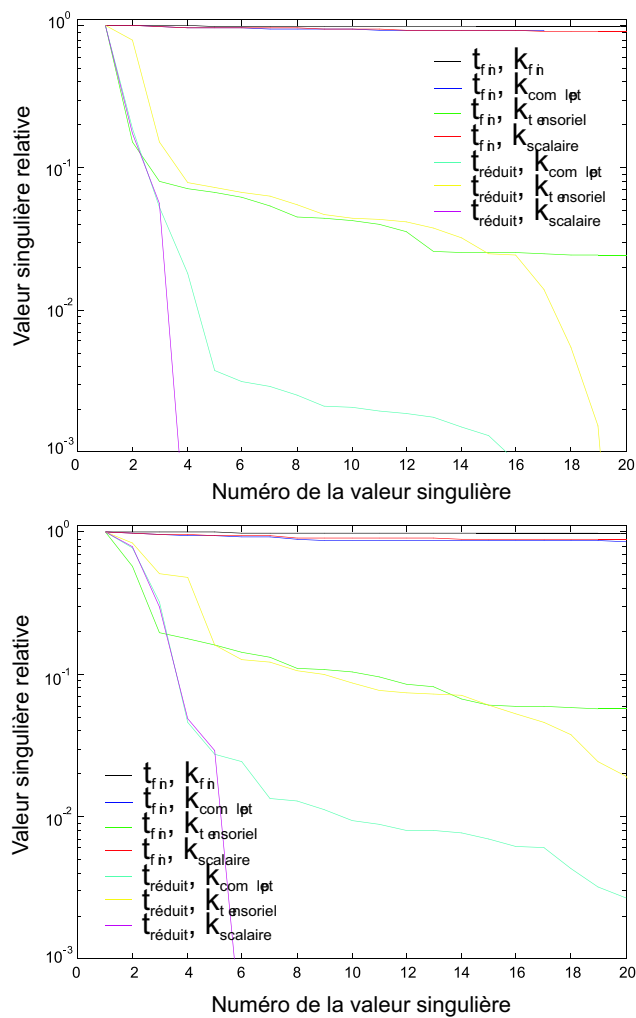 10^0
10^-1
10^-2
10^-3
Valeur singulière relative
t_fin, k_fin
t_fin, k_complet
t_fin, k_tensoriel
t_fin, k_scalaire
t_réduit, k_complet
t_réduit, k_tensoriel
t_réduit, k_scalaire
0 2 4 6 8 10 12 14 16 18 20
Numéro de la valeur singulière
10^0
10^-1
10^-2
10^-3
Valeur singulière relative
t_fin, k_fin
t_fin, k_complet
t_fin, k_tensoriel
t_fin, k_scalaire
t_réduit, k_complet
t_réduit, k_tensoriel
t_réduit, k_scalaire
0 2 4 6 8 10 12 14 16 18 20
Numéro de la valeur singulière